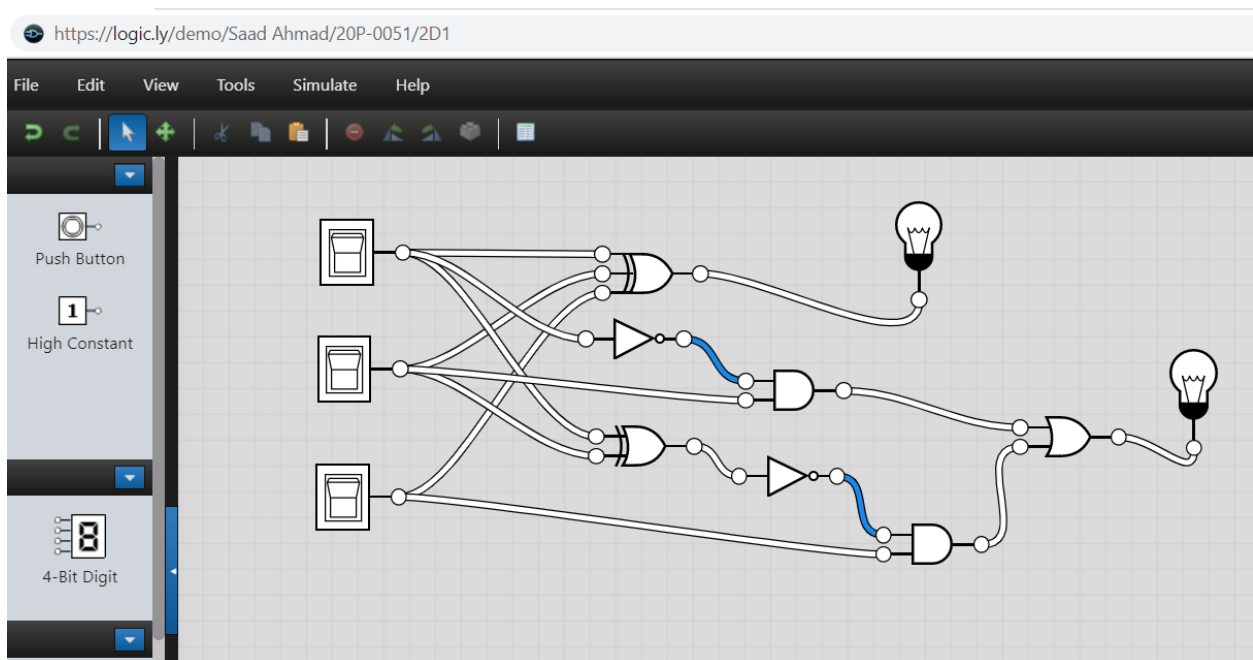 https://logic.ly/demo/Saad Ahmad/20P-0051/2D1
File Edit View Tools Simulate Help
Push Button
1
High Constant
8
4-Bit Digit